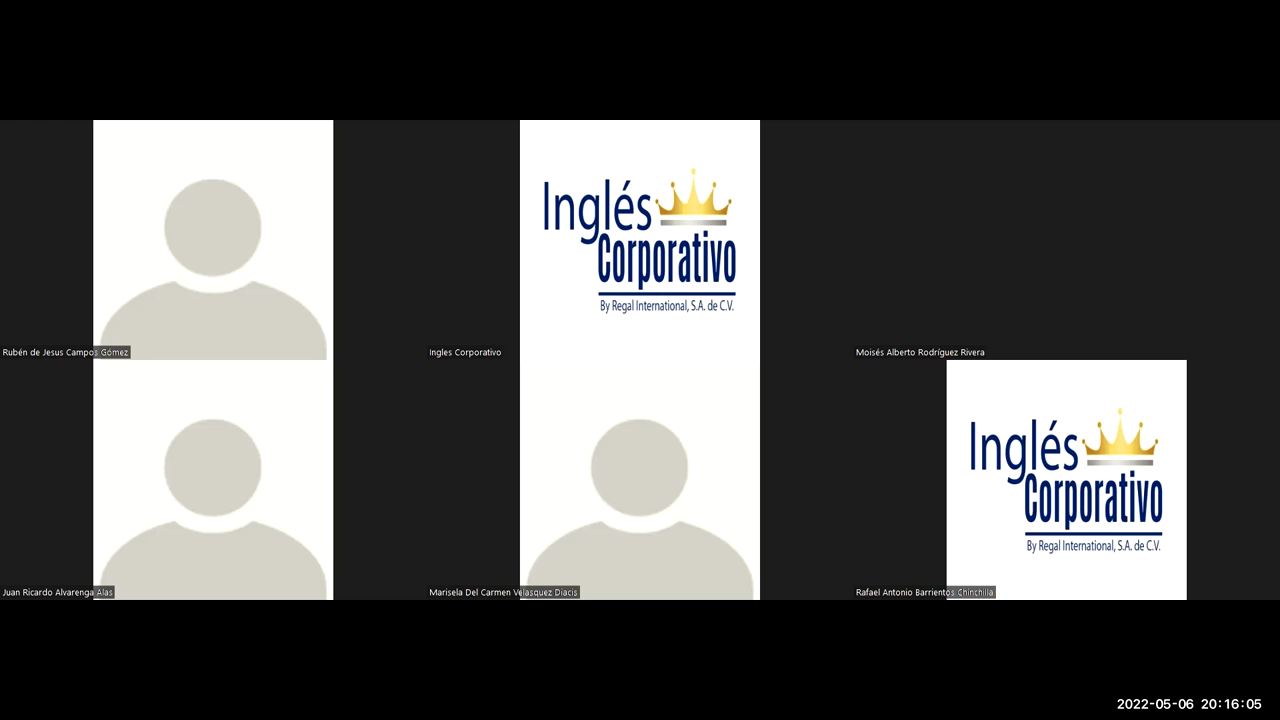 Inglés
Corporativo
By Regal International, S.A. de C.V.
Rubén de Jesus Campos Gómez
Ingles Corporativo
Moisés Alberto Rodríguez Rivera
Inglés
Corporativo
By Regal International, S.A. de C.V.
Juan Ricardo Alvarenga Alas
Marisela Del Carmen Velasquez Diacis
Rafael Antonio Barrientos Chinchilla
2022-05-06 20:16:05